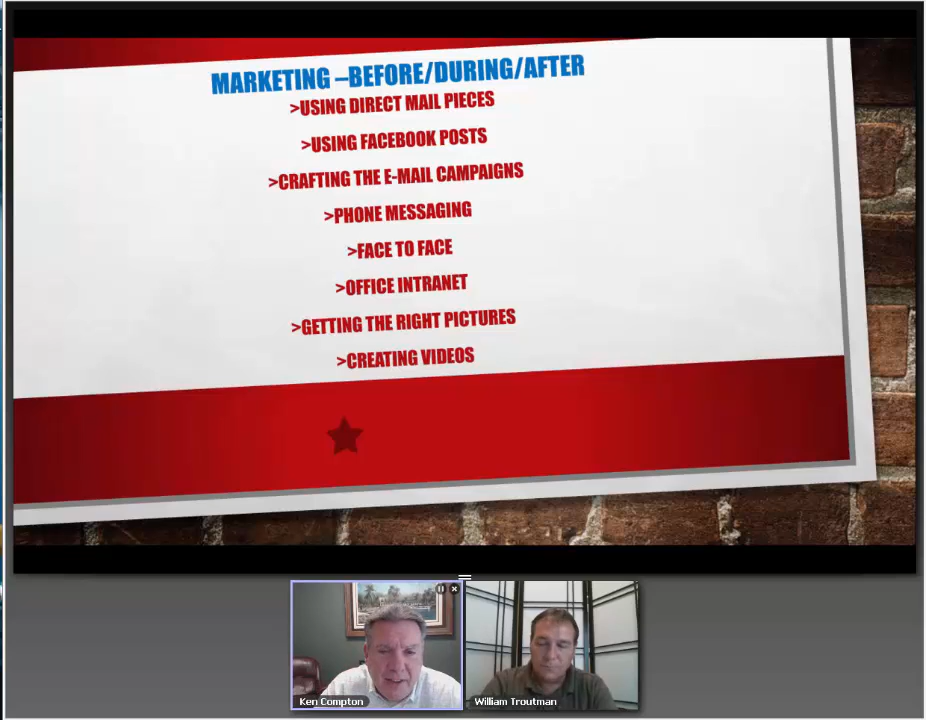 MARKETING –BEFORE/DURING/AFTER
>USING DIRECT MAIL PIECES
>USING FACEBOOK POSTS
>CRAFTING THE E-MAIL CAMPAIGNS
>PHONE MESSAGING
>FACE TO FACE
>OFFICE INTRANET
>GETTING THE RIGHT PICTURES
>CREATING VIDEOS
Ken Compton
William Troutman